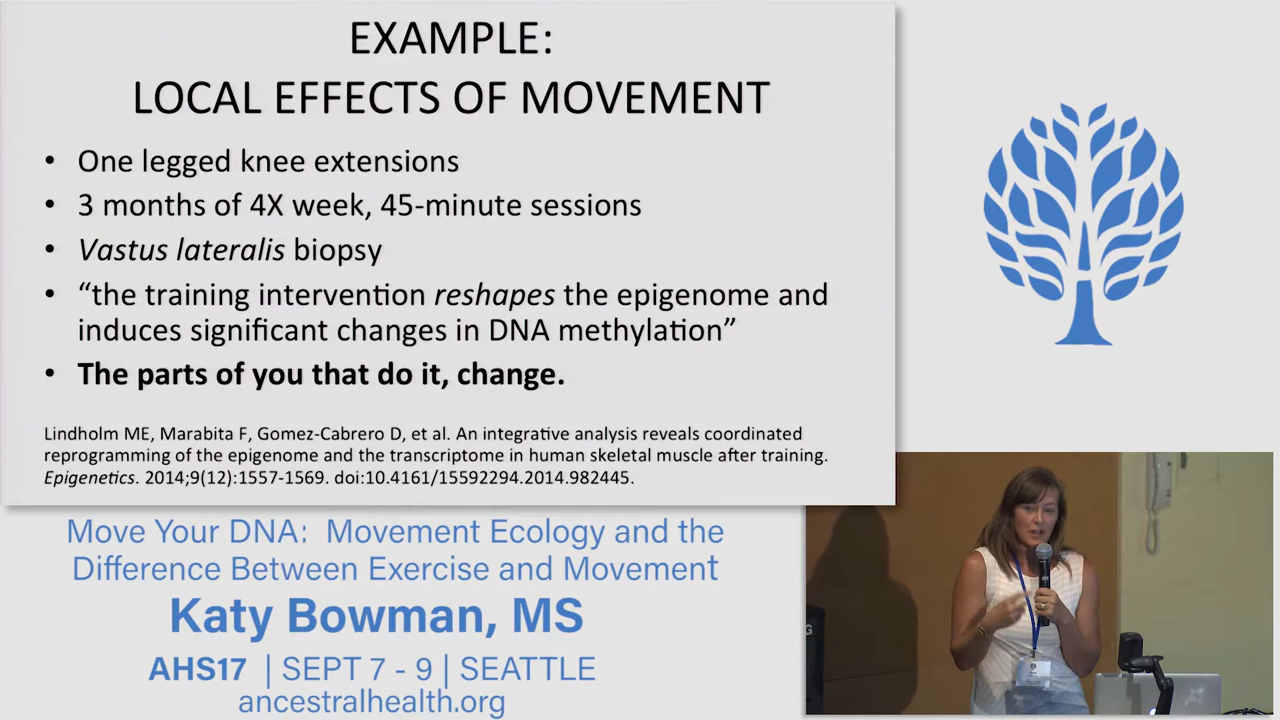 EXAMPLE:
LOCAL EFFECTS OF MOVEMENT
• One legged knee extensions
• 3 months of 4X week, 45-minute sessions
• Vastus lateralis biopsy
• “the training intervention reshapes the epigenome and
induces significant changes in DNA methylation”
• The parts of you that do it, change.
Lindholm ME, Marabita F, Gomez-Cabrero D, et al. An integrative analysis reveals coordinated
reprogramming of the epigenome and the transcriptome in human skeletal muscle after training.
Epigenetics. 2014;9(12):1557-1569. doi:10.4161/15592294.2014.982445.
Move Your DNA: Movement Ecology and the
Difference Between Exercise and Movement
Katy Bowman, MS
AHS17 | SEPT 7 - 9 | SEATTLE
ancestralhealth.org